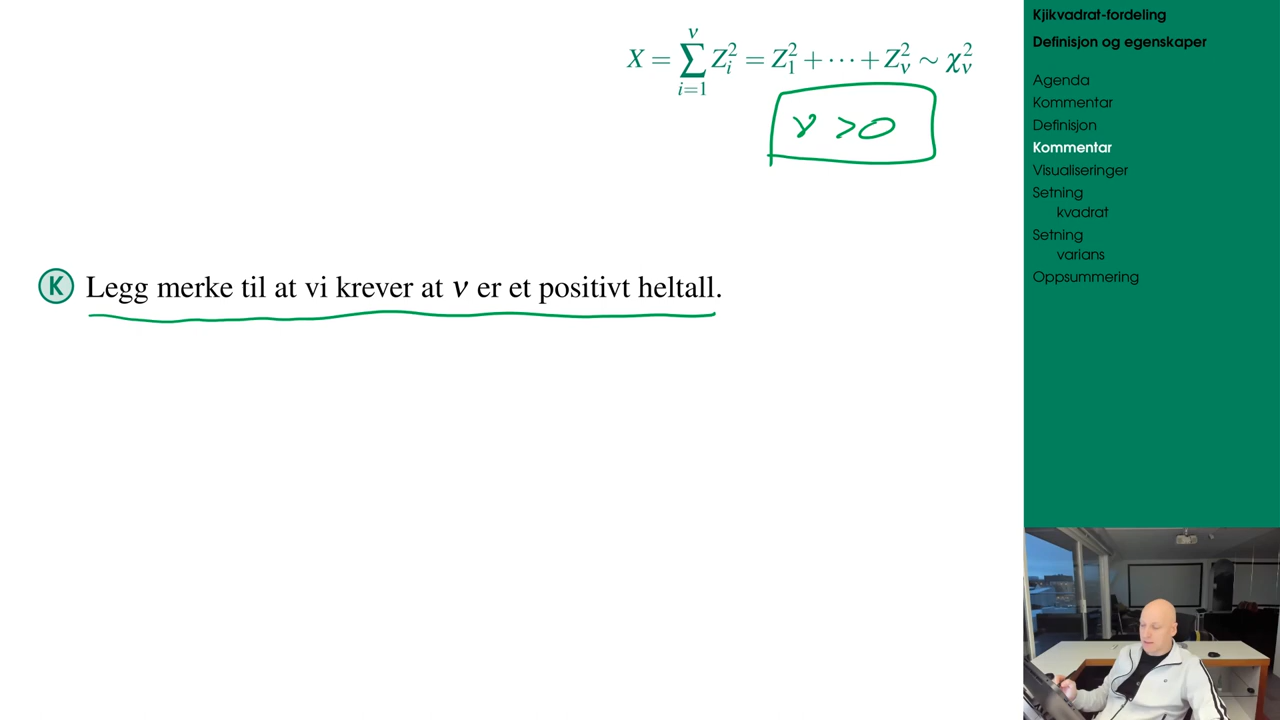 X = \sum_{i=1}^{ν} Z_i^2 = Z_1^2 + ⋯ + Z_ν^2 ∼ χ_ν^2
ν > 0
K Legg merke til at vi krever at ν er et positivt heltall.
Kjikvadrat-fordeling
Definisjon og egenskaper
Agenda
Kommentar
Definisjon
Kommentar
Visualiseringer
Setning
kvadrat
Setning
varians
Oppsummering